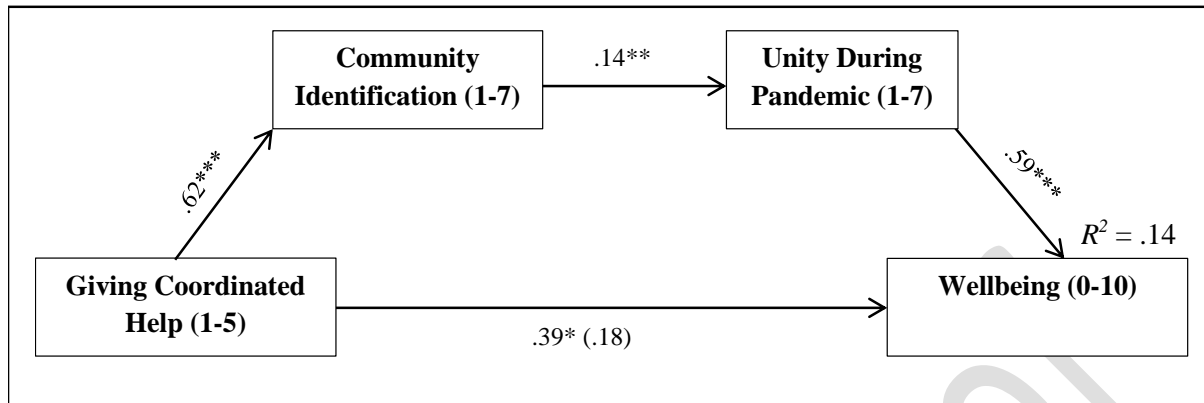 Community
Identification (1-7)
.14**
Unity During
Pandemic (1-7)
.62***
.59***
R² = .14
Giving Coordinated
Help (1-5)
.39* (.18)
Wellbeing (0-10)